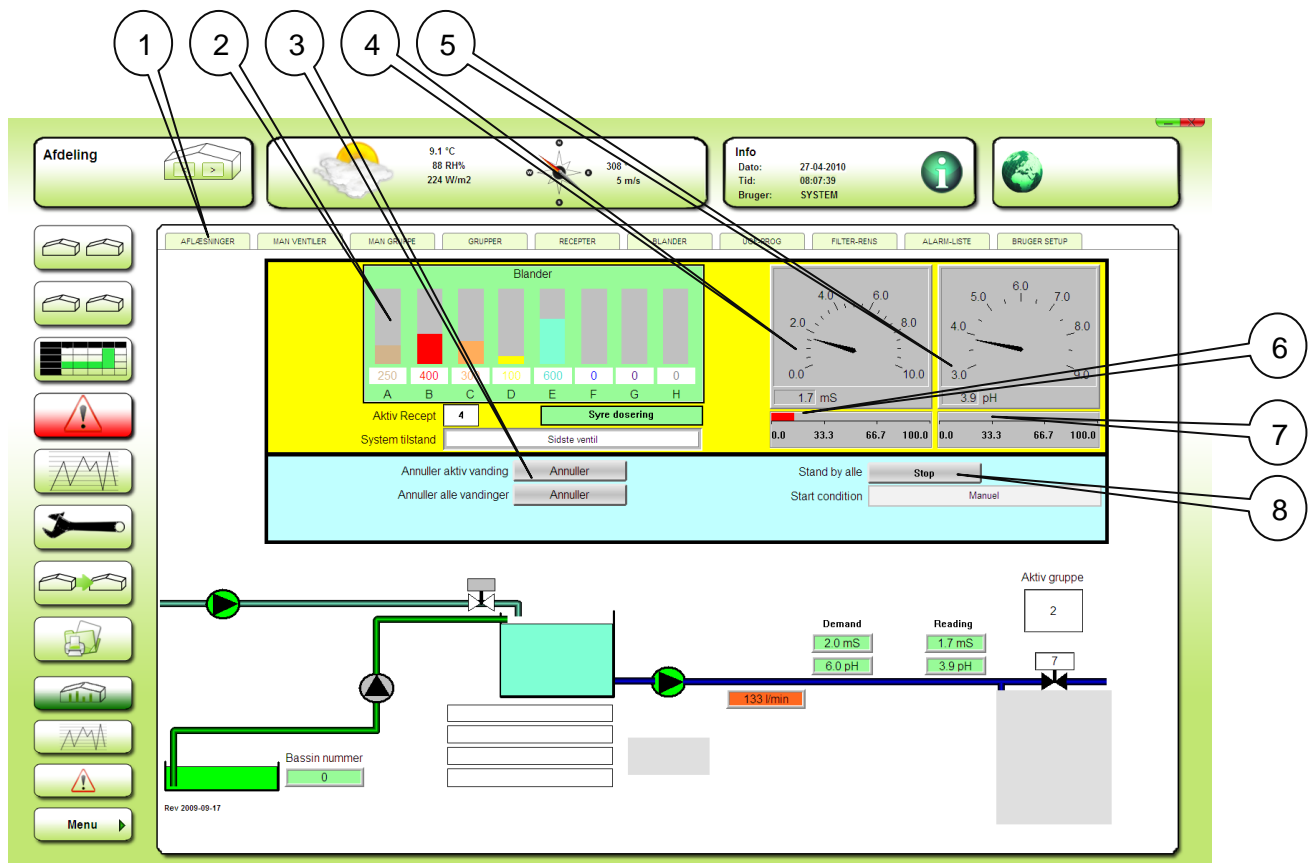 1 2 3 4 5
Afdeling
< >
9.1 °C
88 RH%
224 W/m2
N
W
S
308 °
5 m/s
Info
Dato: 27-04-2010
Tid: 08:07:39
Bruger: SYSTEM
AFLÆSNINGER MAN VENTILER MAN GRUPPE GRUPPER RECEPTER BLANDER UGE-PROG FILTER-RENS ALARM-LISTE BRUGER SETUP
Blander
250 400 300 100 600 0 0 0
A B C D E F G H
Aktiv Recept 4 Syre dosering
System tilstand Sidste ventil
0.0 2.0 4.0 6.0 8.0 10.0
1.7 mS
3.0 4.0 5.0 6.0 7.0 8.0 9.0
3.9 pH
0.0 33.3 66.7 100.0
0.0 33.3 66.7 100.0
6
7
8
Annuller aktiv vanding Annuller
Annuller alle vandinger Annuller
Stand by alle Stop
Start condition Manuel
Aktiv gruppe
2
Demand Reading
2.0 mS 1.7 mS
6.0 pH 3.9 pH
7
133 l/min
Bassin nummer
0
Rev 2009-09-17
Menu